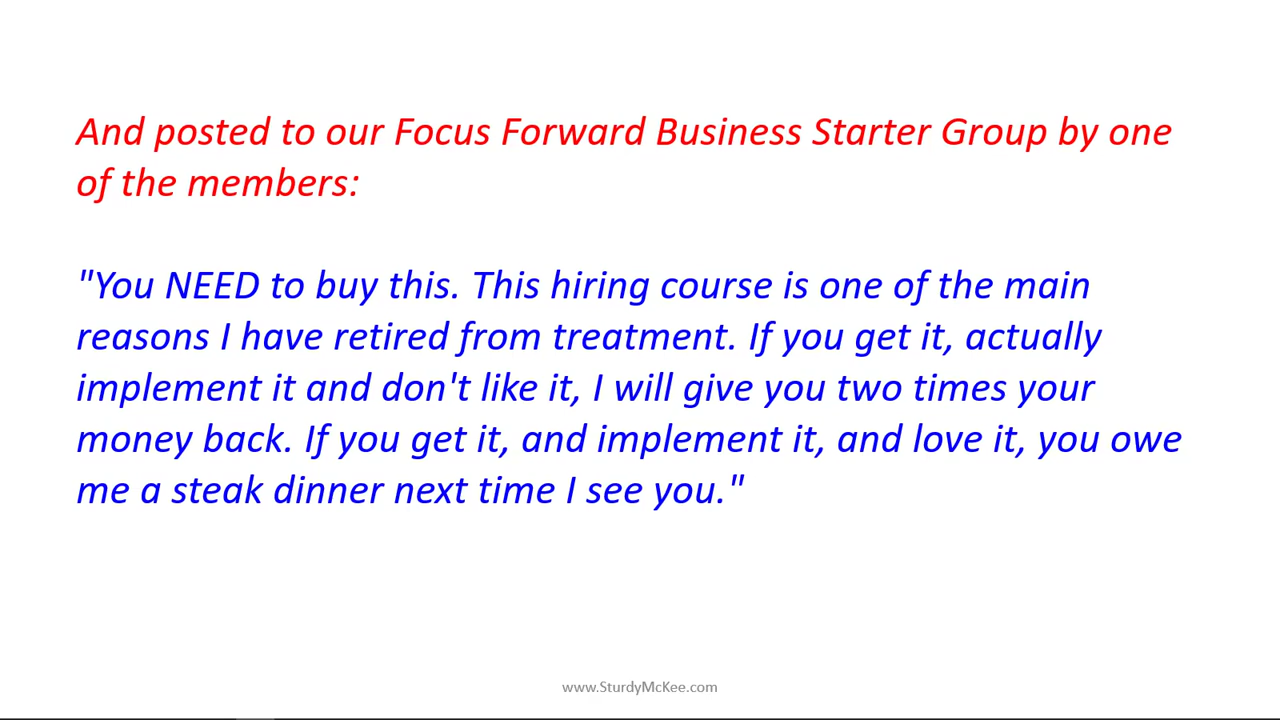 And posted to our Focus Forward Business Starter Group by one
of the members:
"You NEED to buy this. This hiring course is one of the main
reasons I have retired from treatment. If you get it, actually
implement it and don't like it, I will give you two times your
money back. If you get it, and implement it, and love it, you owe
me a steak dinner next time I see you."
www.SturdyMcKee.com